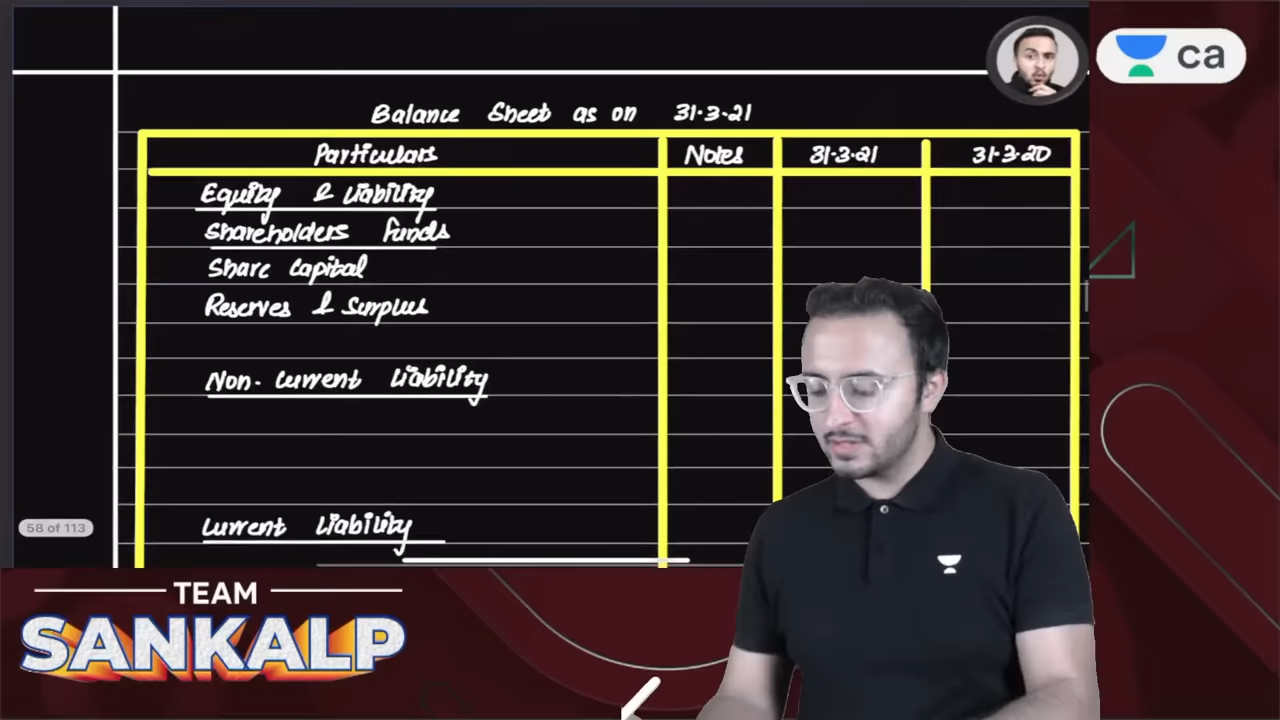 ca
Balance Sheet as on 31.3.21
Particulars Notes 31.3.21 31.3.20
Equity & Liability
Shareholders Funds
Share Capital
Reserves & Surplus
Non-Current Liability
Current Liability
58 of 113
TEAM
SANKALP